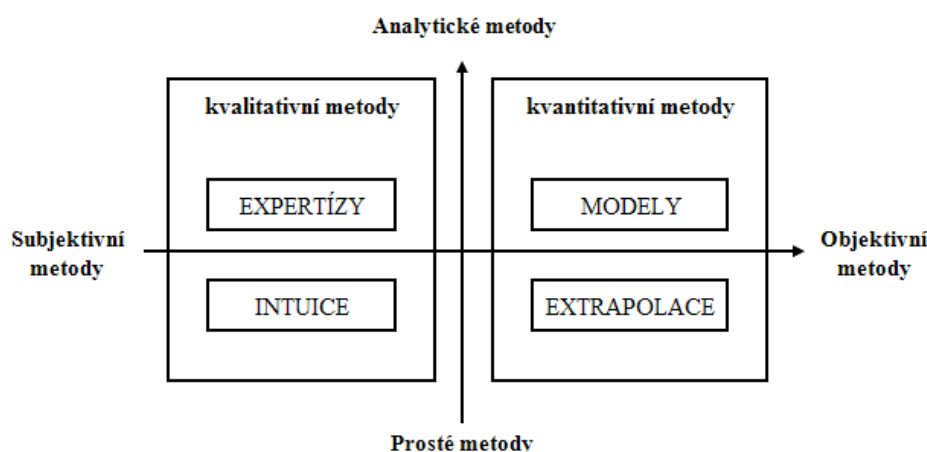 Analytické metody
kvalitativní metody
kvantitativní metody
EXPERTÍZY
MODELY
Subjektivní
metody
Objektivní
metody
INTUICE
EXTRAPOLACE
Prosté metody